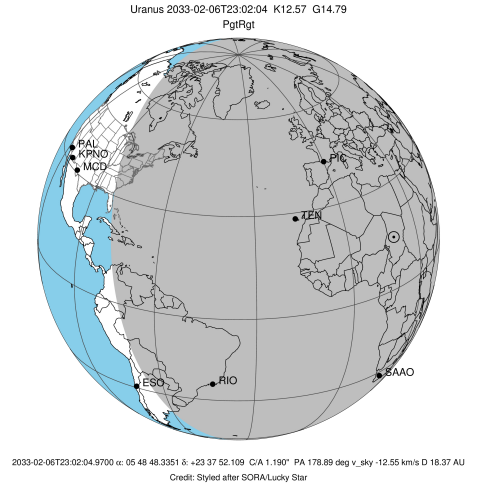 Uranus 2033-02-06T23:02:04 K12.57 G14.79
PgtRgt
PAL
KPNO
MCD
PIC
TEN
ESO
RIO
SAAO
2033-02-06T23:02:04.9700 α: 05 48 48.3351 δ: +23 37 52.109 C/A 1.190" PA 178.89 deg v_sky -12.55 km/s D 18.37 AU
Credit: Styled after SORA/Lucky Star